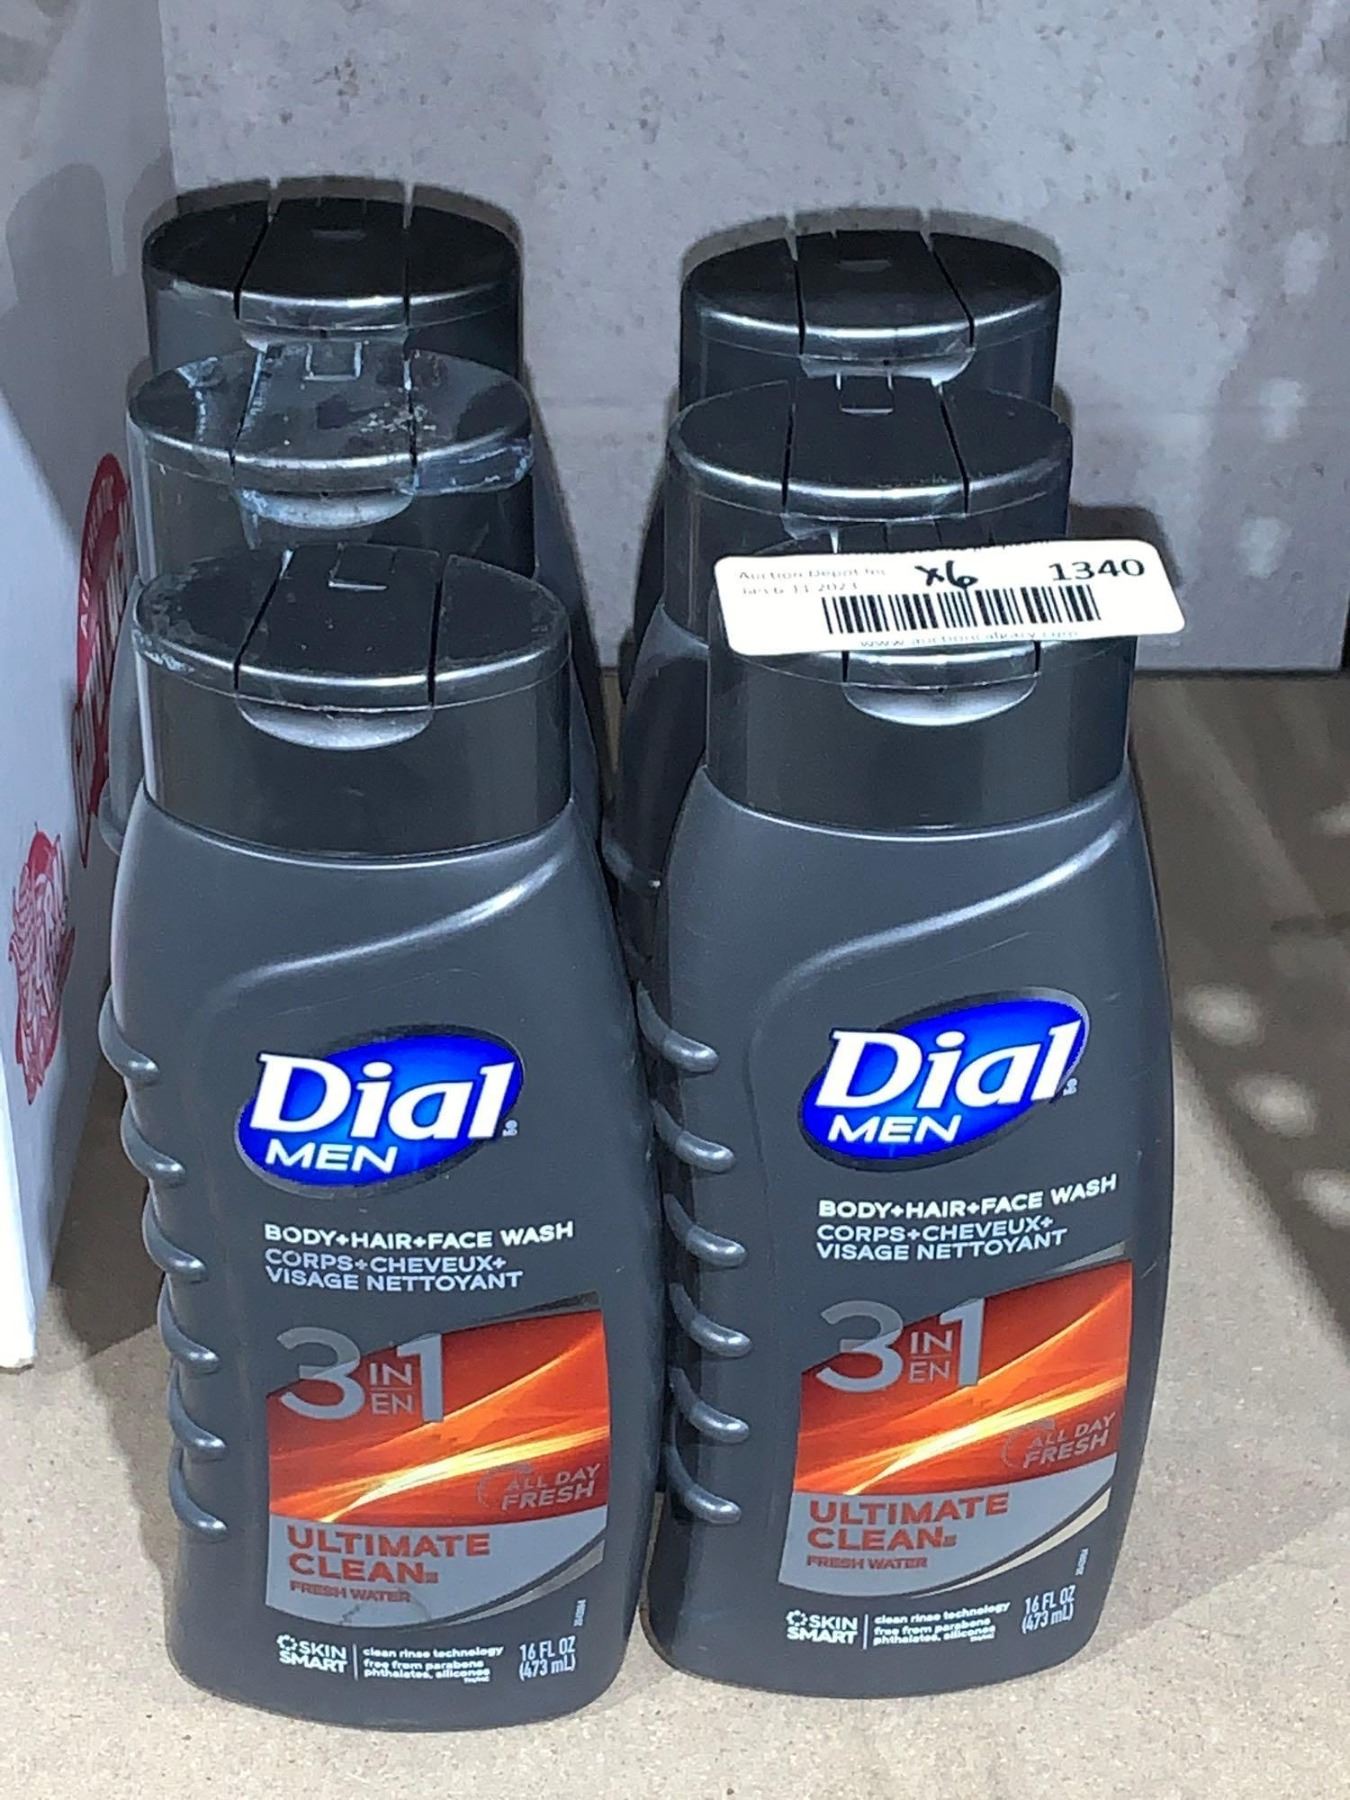 Auction Depot
x6
1340
Dial
MEN
BODY+HAIR+FACE WASH
CORPS+CHEVEUX+
VISAGE NETTOYANT
3 IN EN 1
ALL DAY
FRESH
ULTIMATE
CLEAN
FRESH WATER
SKIN
SMART
clean rinse technology
free from parabens
phthalates, silicones
16 FL OZ
(473 mL)
Dial
MEN
BODY+HAIR+FACE WASH
CORPS+CHEVEUX+
VISAGE NETTOYANT
3 IN EN 1
ALL DAY
FRESH
ULTIMATE
CLEAN
FRESH WATER
SKIN
SMART
clean rinse technology
free from parabens
phthalates, silicones
16 FL OZ
(473 mL)